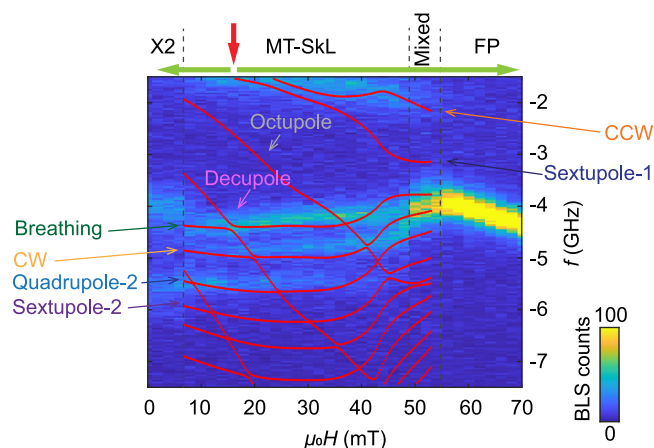 X2
MT-SkL
Mixed
FP
Octupole
Decupole
Breathing
CW
Quadrupole-2
Sextupole-2
CCW
Sextupole-1
-2
-3
-4
-5
-6
-7
f (GHz)
0 10 20 30 40 50 60 70
μ₀H (mT)
100
BLS counts
0